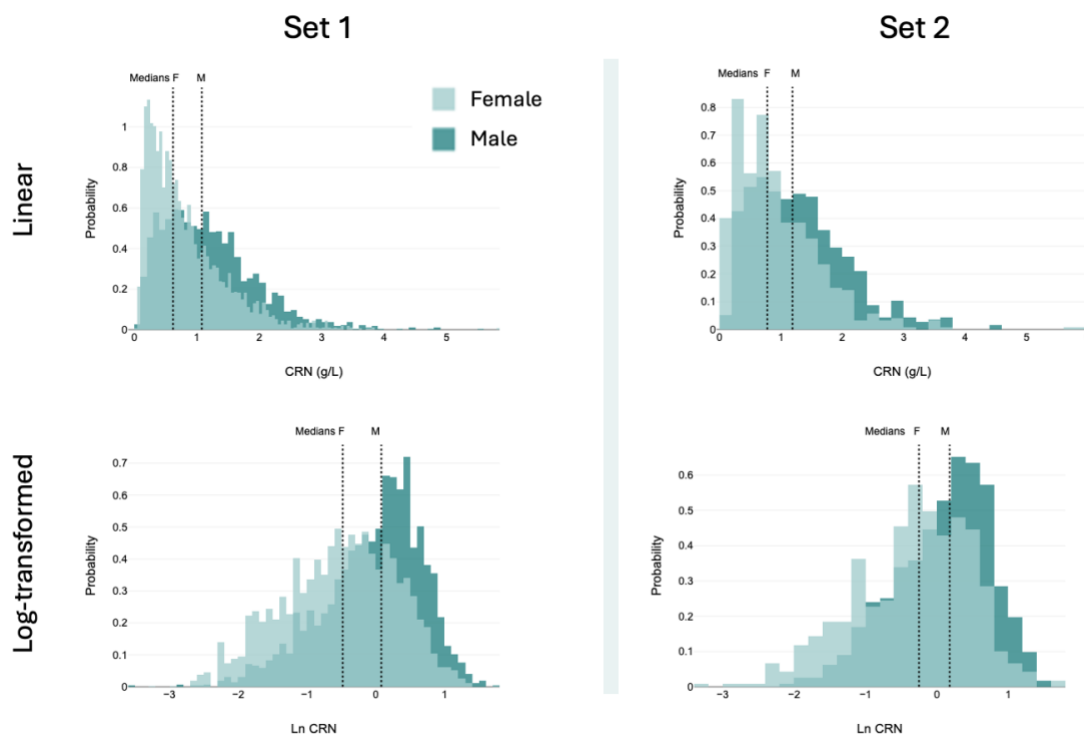 Set 1
Set 2
Linear
Medians F M
Female
Male
Probability
1
0.8
0.6
0.4
0.2
0
0 1 2 3 4 5
CRN (g/L)
Medians F M
Probability
0.8
0.7
0.6
0.5
0.4
0.3
0.2
0.1
0
0 1 2 3 4 5
CRN (g/L)
Log-transformed
Medians F M
Probability
0.7
0.6
0.5
0.4
0.3
0.2
0.1
0
−3 −2 −1 0 1
Ln CRN
Medians F M
Probability
0.6
0.5
0.4
0.3
0.2
0.1
0
−3 −2 −1 0 1
Ln CRN